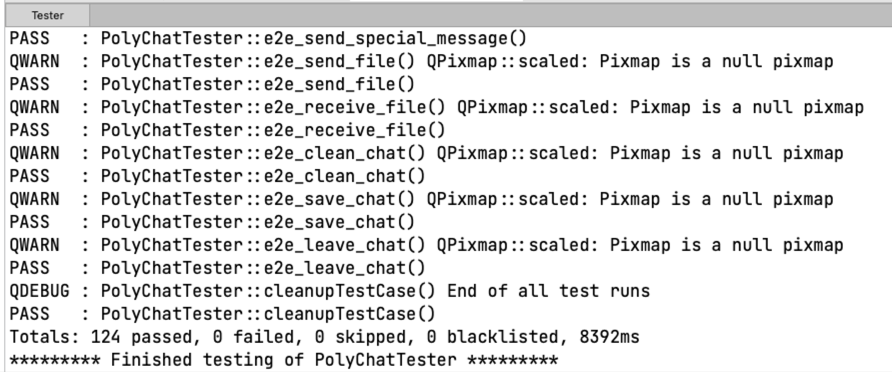 Tester
PASS   : PolyChatTester::e2e_send_special_message()
QWARN  : PolyChatTester::e2e_send_file() QPixmap::scaled: Pixmap is a null pixmap
PASS   : PolyChatTester::e2e_send_file()
QWARN  : PolyChatTester::e2e_receive_file() QPixmap::scaled: Pixmap is a null pixmap
PASS   : PolyChatTester::e2e_receive_file()
QWARN  : PolyChatTester::e2e_clean_chat() QPixmap::scaled: Pixmap is a null pixmap
PASS   : PolyChatTester::e2e_clean_chat()
QWARN  : PolyChatTester::e2e_save_chat() QPixmap::scaled: Pixmap is a null pixmap
PASS   : PolyChatTester::e2e_save_chat()
QWARN  : PolyChatTester::e2e_leave_chat() QPixmap::scaled: Pixmap is a null pixmap
PASS   : PolyChatTester::e2e_leave_chat()
QDEBUG : PolyChatTester::cleanupTestCase() End of all test runs
PASS   : PolyChatTester::cleanupTestCase()
Totals: 124 passed, 0 failed, 0 skipped, 0 blacklisted, 8392ms
********* Finished testing of PolyChatTester *********